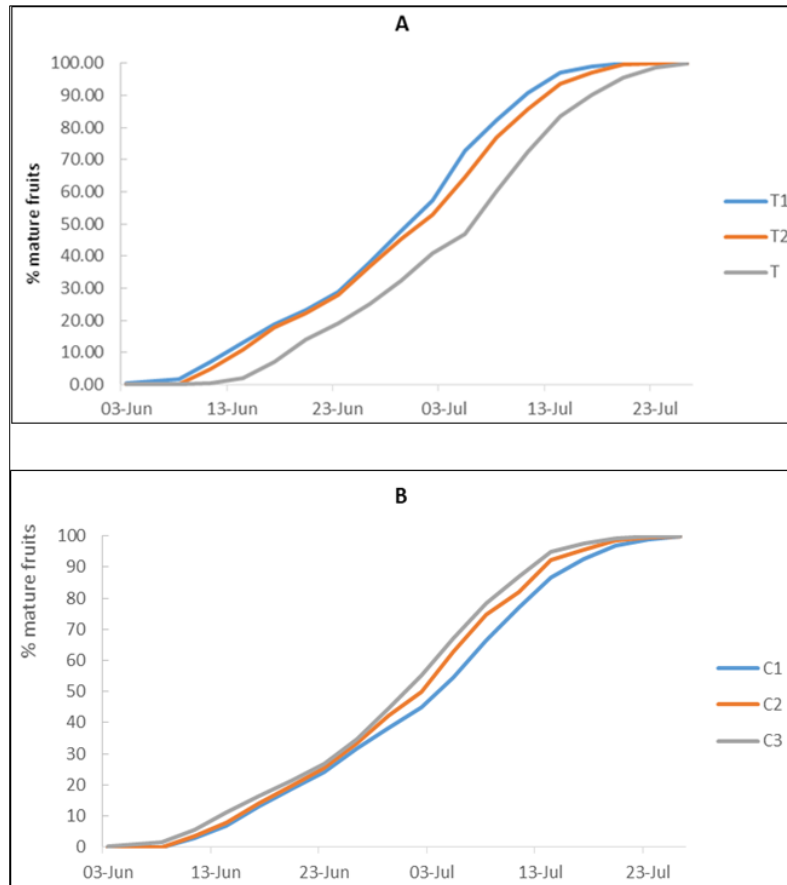 A
% mature fruits
100.00
90.00
80.00
70.00
60.00
50.00
40.00
30.00
20.00
10.00
0.00
03-Jun 13-Jun 23-Jun 03-Jul 13-Jul 23-Jul
T1
T2
T
B
% mature fruits
100
90
80
70
60
50
40
30
20
10
0
03-Jun 13-Jun 23-Jun 03-Jul 13-Jul 23-Jul
C1
C2
C3